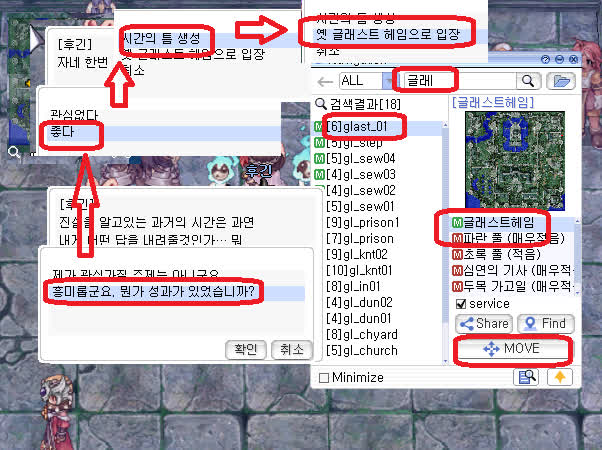 [후긴]
자네 한번
시간의 틈 생성
옛 글래스트 헤임으로 입장
취소
시간의 틈 생성
옛 글래스트 헤임으로 입장
취소
관심없다
좋다
후긴
[후긴]
진실을 알고있는 과거의 시간은 과연
내게 어떤 답을 내려줄것인가… 뭐
제가 관심가질 주제는 아니군요
흥미롭군요, 뭔가 성과가 있었습니까?
확인
취소
ALL
글래
검색결과[18]
[6]glast_01
[5]gl_step
[5]gl_sew04
[4]gl_sew03
[4]gl_sew02
[5]gl_sew01
[9]gl_prison1
[7]gl_prison
[9]gl_knt02
[10]gl_knt01
[8]gl_in01
[4]gl_dun02
[4]gl_dun01
[8]gl_chyard
[5]gl_church
[글래스트헤임]
글래스트헤임
파란 풀 (매우적음)
초록 풀 (적음)
심연의 기사 (매우적
두목 가고일 (매우적
service
Share
Find
MOVE
Minimize